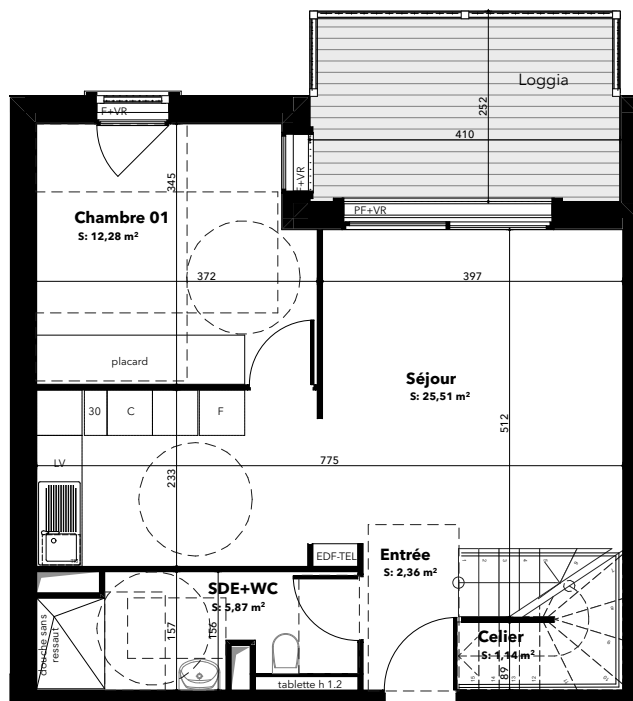 Loggia
252
410
F+VR
F+VR
PF+VR
345
Chambre 01
S: 12,28 m²
372
397
placard
Séjour
S: 25,51 m²
512
30
C
F
LV
775
233
EDF-TEL
Entrée
S: 2,36 m²
SDE+WC
S: 5,87 m²
157
156
douche sans
ressaut
tablette h 1.2
Celier
S: 1,14 m²
89